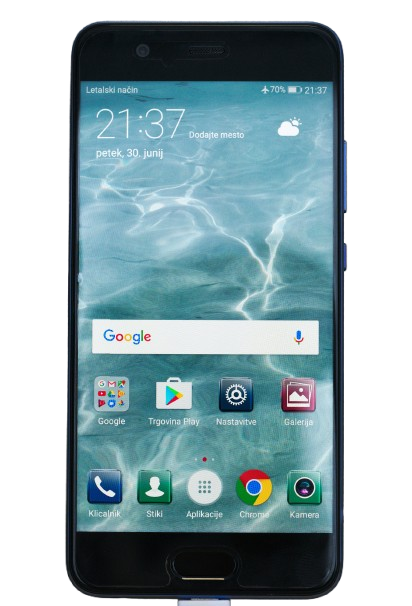 Letalski način
70% 21:37
21:37 Dodajte mesto
petek, 30. junij
Google
Google Trgovina Play Nastavitve Galerija
Klicalnik Stiki Aplikacije Chrome Kamera